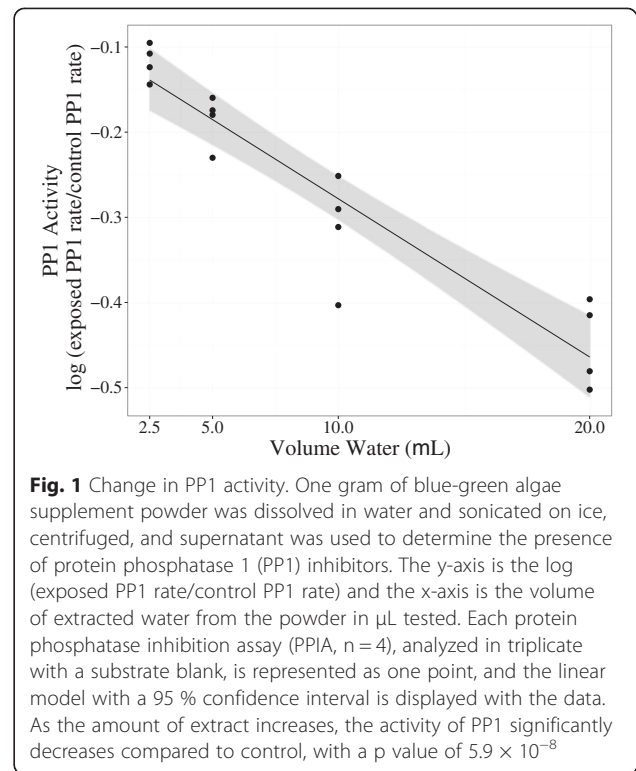 −0.1
−0.2
−0.3
−0.4
−0.5
PP1 Activity
log (exposed PP1 rate/control PP1 rate)
2.5 5.0 10.0 20.0
Volume Water (mL)
Fig. 1 Change in PP1 activity. One gram of blue-green algae
supplement powder was dissolved in water and sonicated on ice,
centrifuged, and supernatant was used to determine the presence
of protein phosphatase 1 (PP1) inhibitors. The y-axis is the log
(exposed PP1 rate/control PP1 rate) and the x-axis is the volume
of extracted water from the powder in μL tested. Each protein
phosphatase inhibition assay (PPIA, n = 4), analyzed in triplicate
with a substrate blank, is represented as one point, and the linear
model with a 95 % confidence interval is displayed with the data.
As the amount of extract increases, the activity of PP1 significantly
decreases compared to control, with a p value of 5.9 × 10⁻⁸